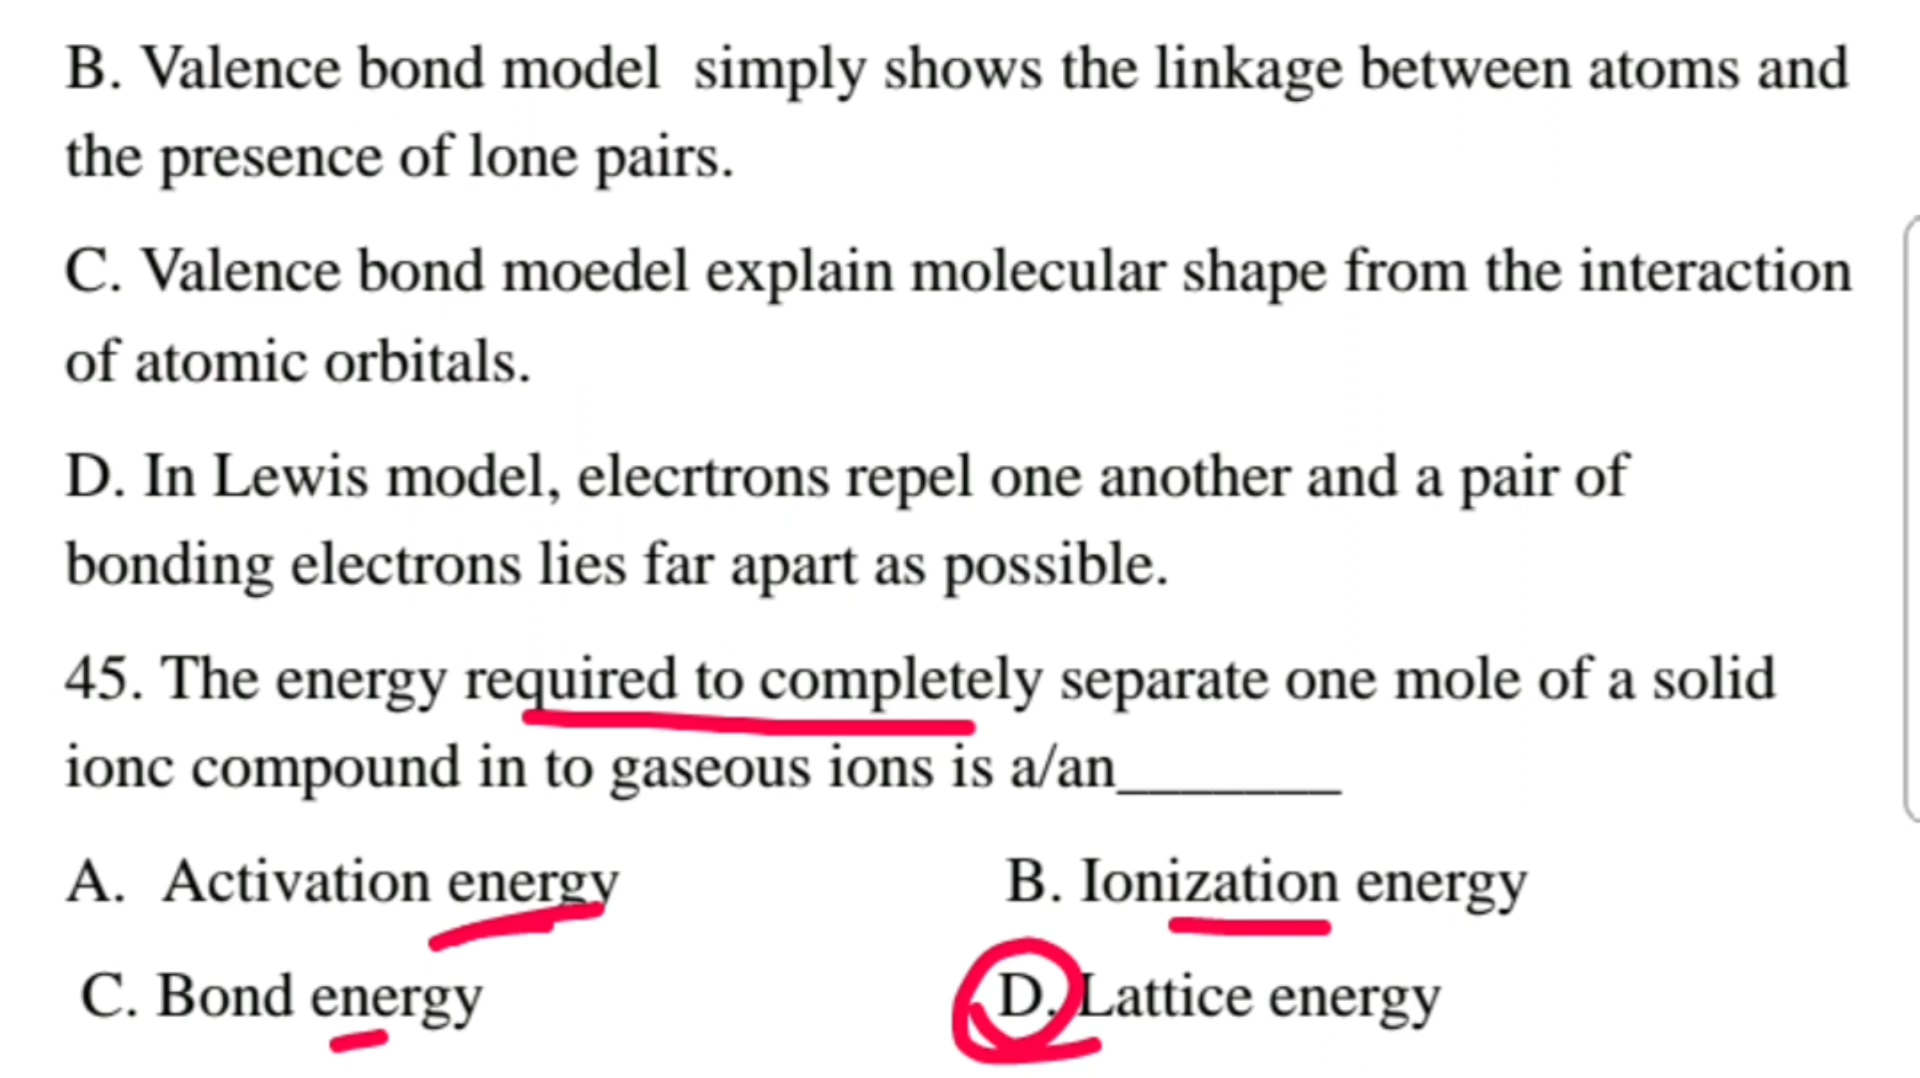 B. Valence bond model simply shows the linkage between atoms and
the presence of lone pairs.
C. Valence bond moedel explain molecular shape from the interaction
of atomic orbitals.
D. In Lewis model, elecrtrons repel one another and a pair of
bonding electrons lies far apart as possible.
45. The energy required to completely separate one mole of a solid
ionc compound in to gaseous ions is a/an_______
A. Activation energy
B. Ionization energy
C. Bond energy
D. Lattice energy